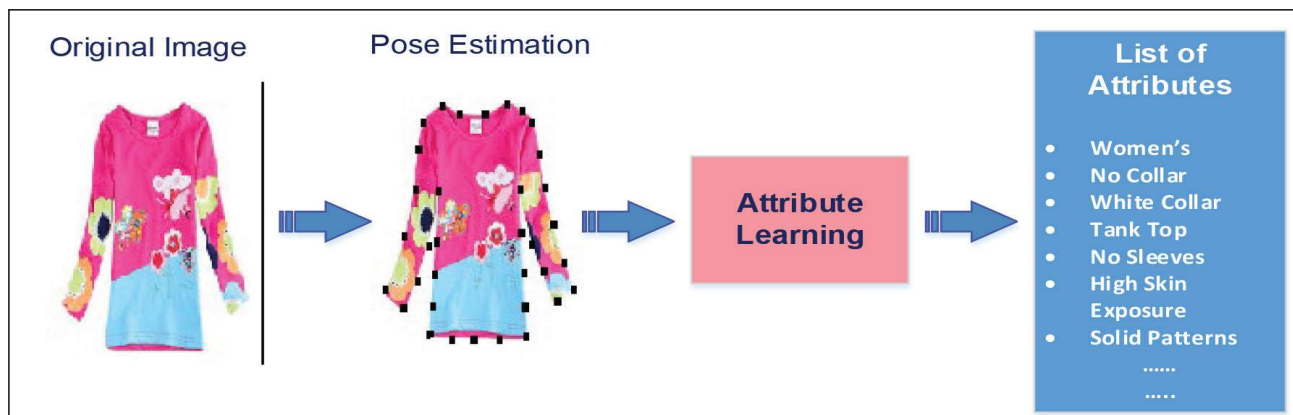 Original Image
Pose Estimation
Attribute
Learning
List of
Attributes
• Women’s
• No Collar
• White Collar
• Tank Top
• No Sleeves
• High Skin
Exposure
• Solid Patterns
......
.....